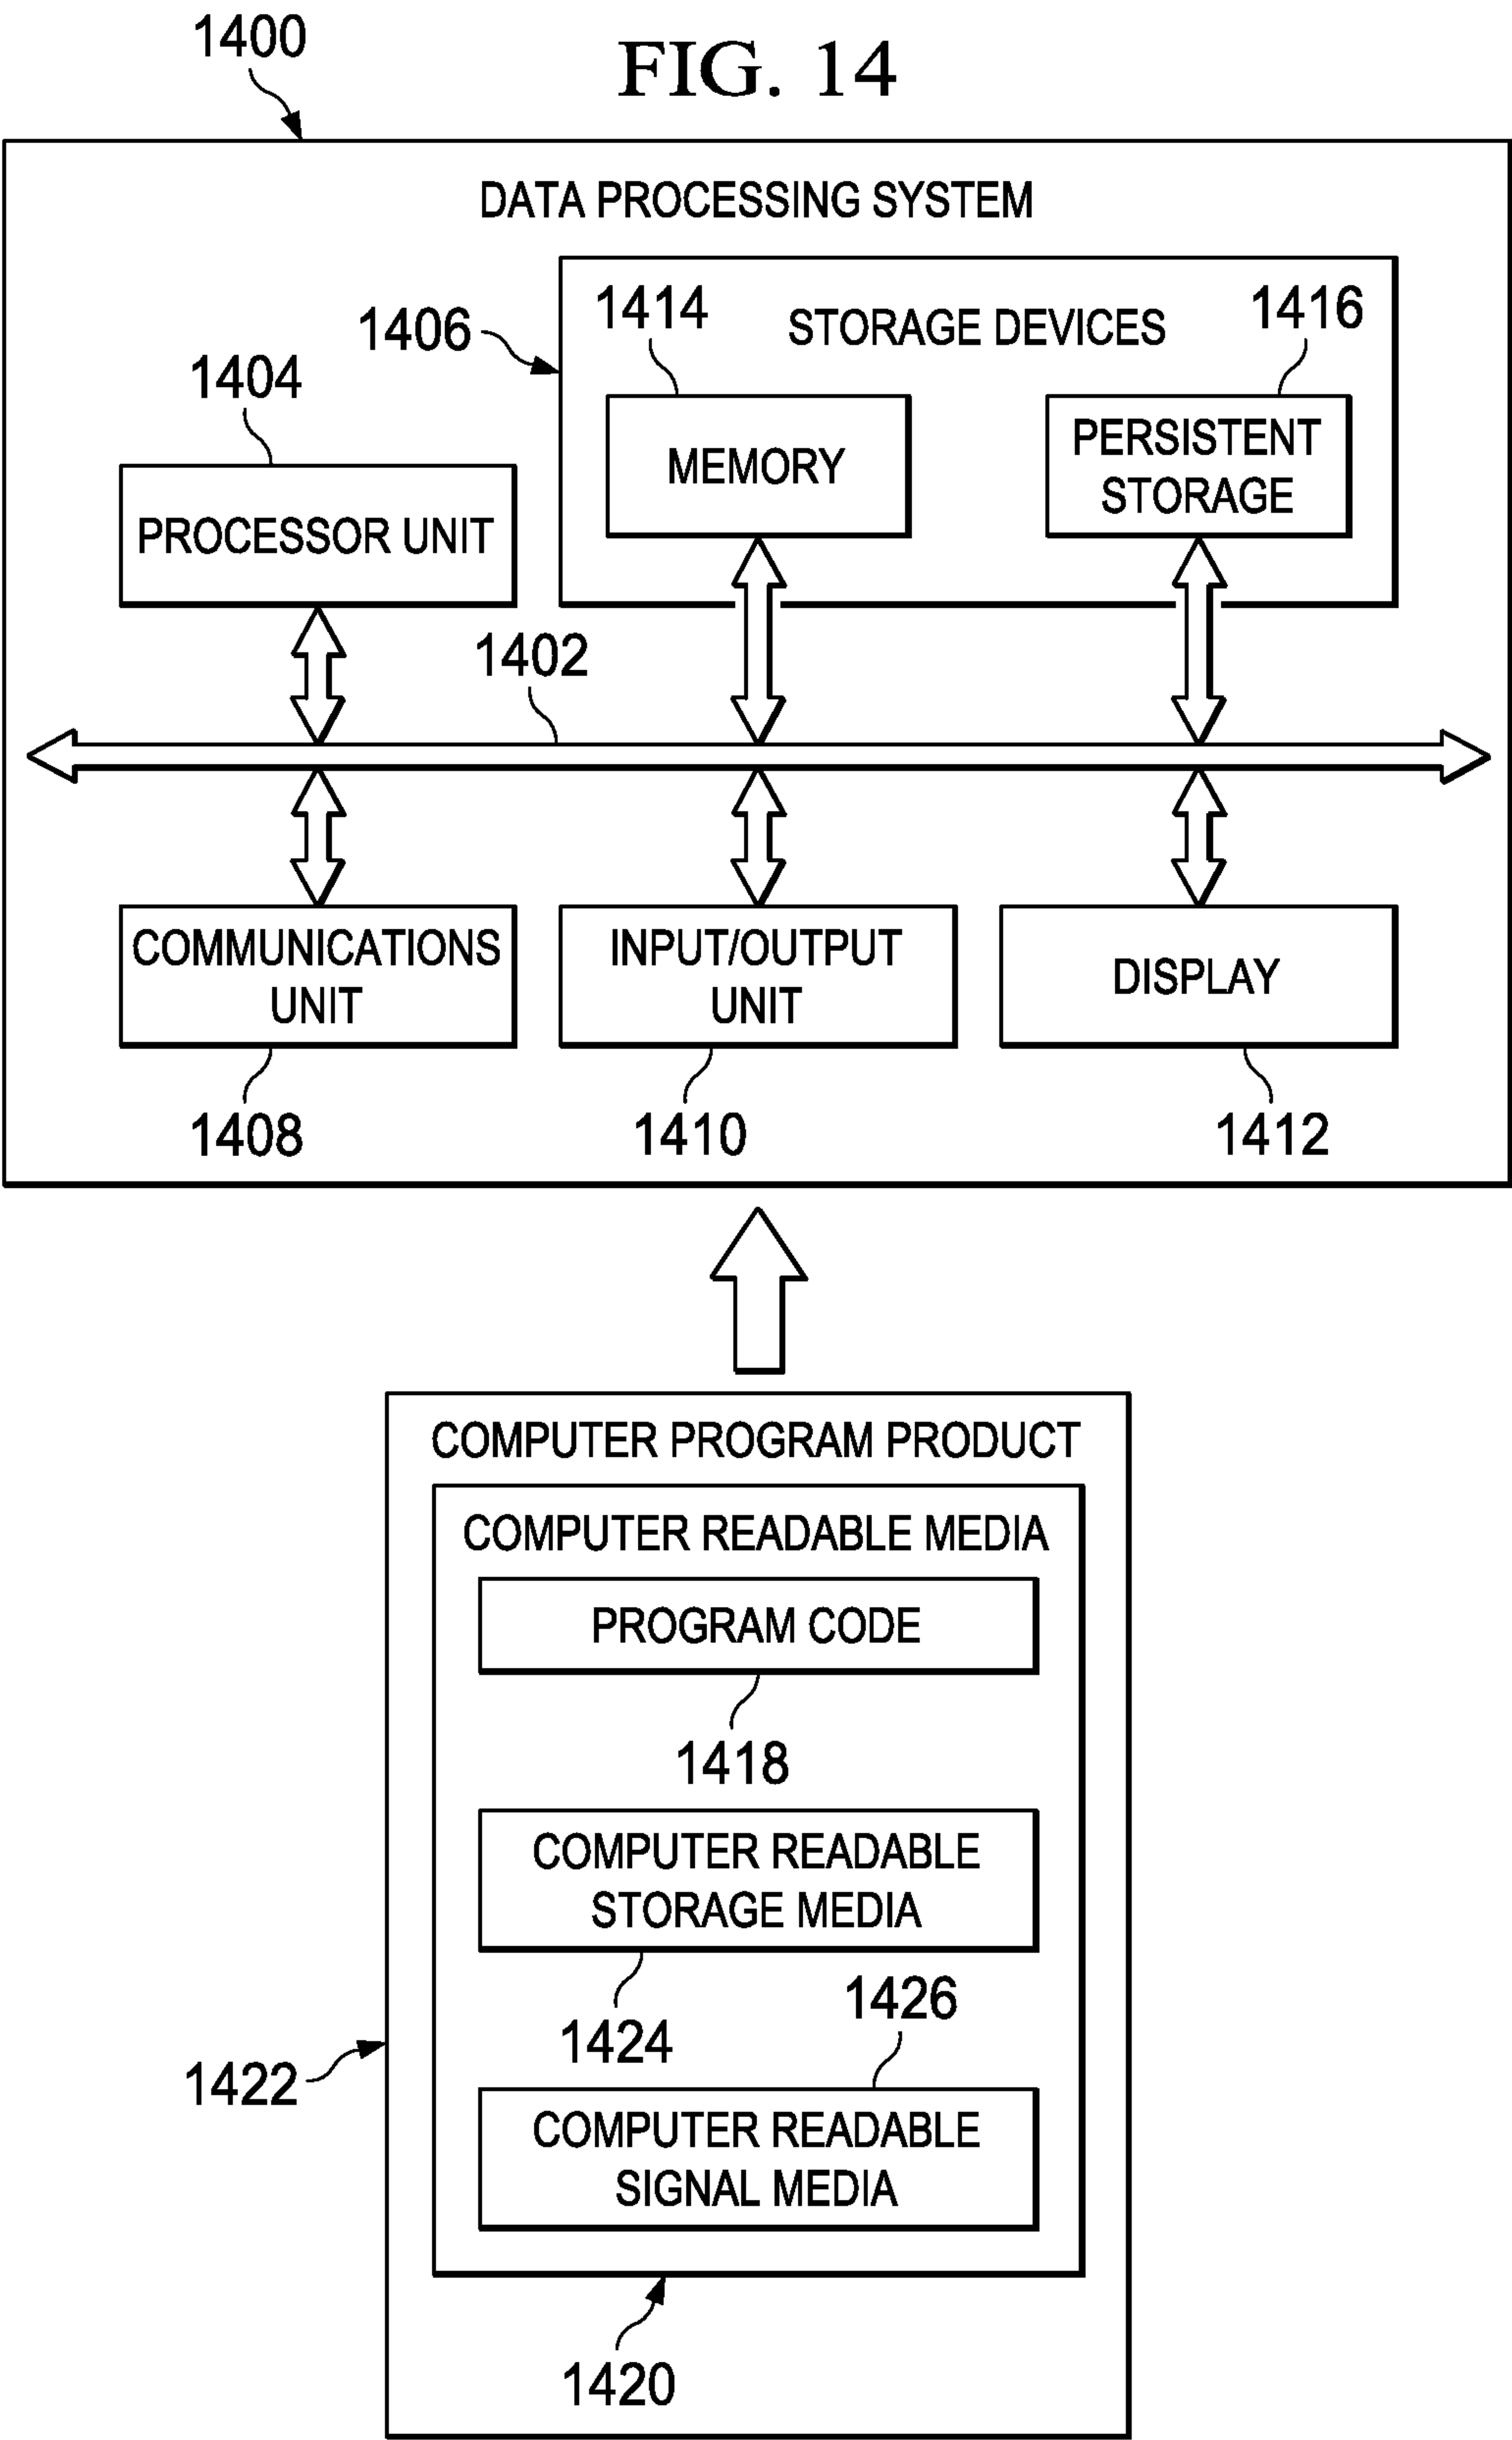 1400
FIG. 14
DATA PROCESSING SYSTEM
1406
1414
STORAGE DEVICES
1416
1404
MEMORY
PERSISTENT
STORAGE
PROCESSOR UNIT
1402
COMMUNICATIONS
UNIT
INPUT/OUTPUT
UNIT
DISPLAY
1408
1410
1412
COMPUTER PROGRAM PRODUCT
COMPUTER READABLE MEDIA
PROGRAM CODE
1418
COMPUTER READABLE
STORAGE MEDIA
1424
1426
1422
COMPUTER READABLE
SIGNAL MEDIA
1420